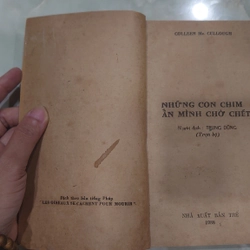 Dịch theo bản tiếng Pháp
"LES OISEAUX SE CACHENT POUR MOURIR"
COLLEEN Mc. CULLOUGH
NHỮNG CON CHIM
ẨN MÌNH CHỜ CHẾT
Người dịch: TRUNG DŨNG
(Trọn bộ)
NHÀ XUẤT BẢN TRẺ